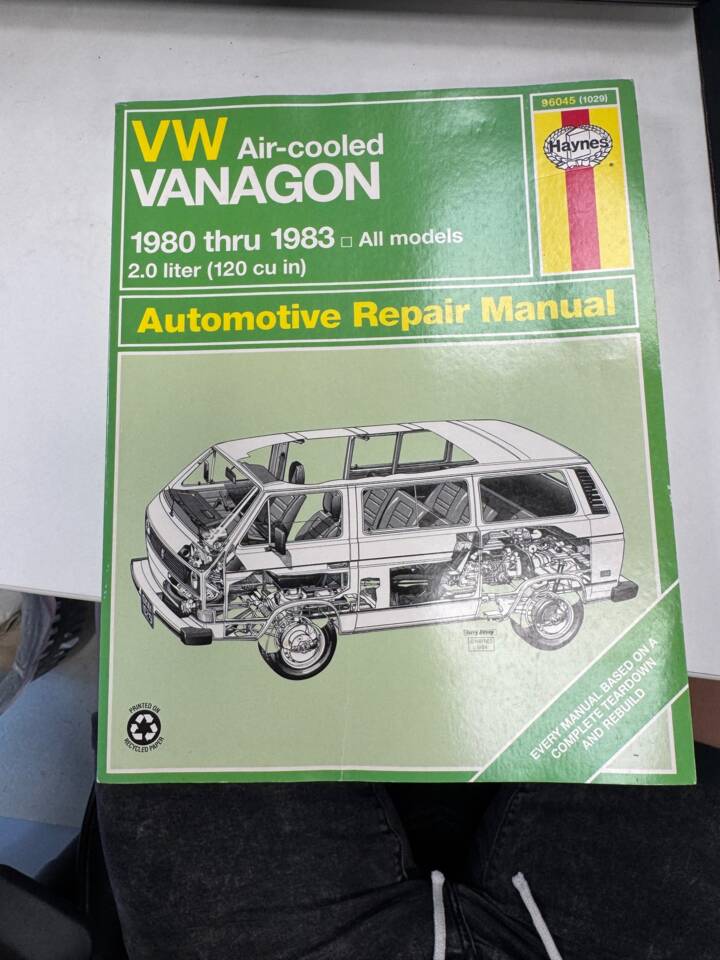 96045 (1029)
Haynes
VW Air-cooled
VANAGON
1980 thru 1983 □ All models
2.0 liter (120 cu in)
Automotive Repair Manual
PRINTED ON
RECYCLED PAPER
EVERY MANUAL BASED ON A
COMPLETE TEARDOWN
AND REBUILD